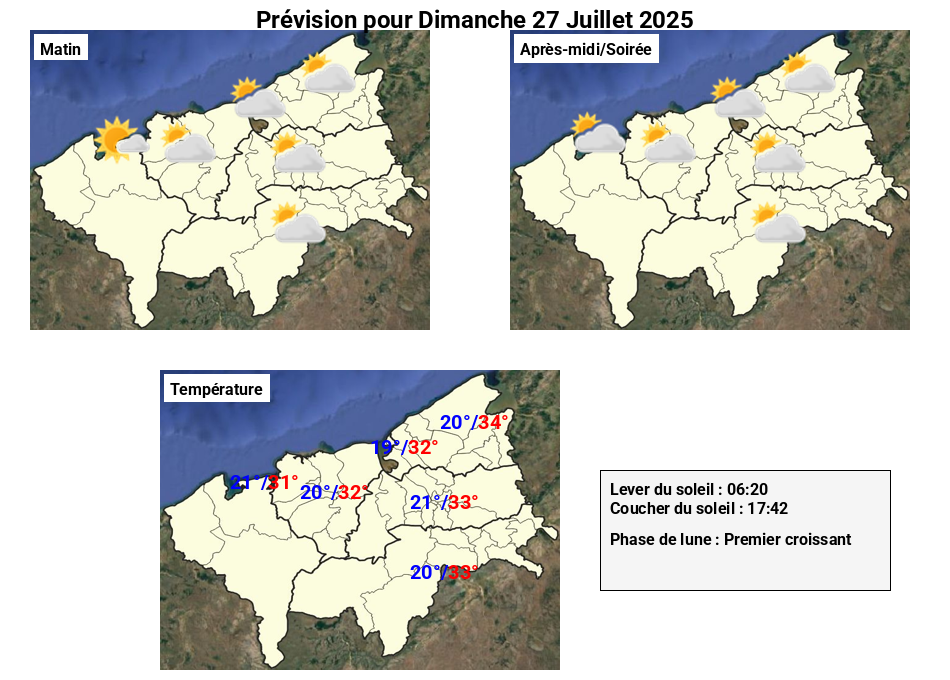 Prévision pour Dimanche 27 Juillet 2025
Matin
Après-midi/Soirée
Température
20°/34°
19°/32°
21°/31°
20°/32°
21°/33°
20°/33°
Lever du soleil : 06:20
Coucher du soleil : 17:42
Phase de lune : Premier croissant